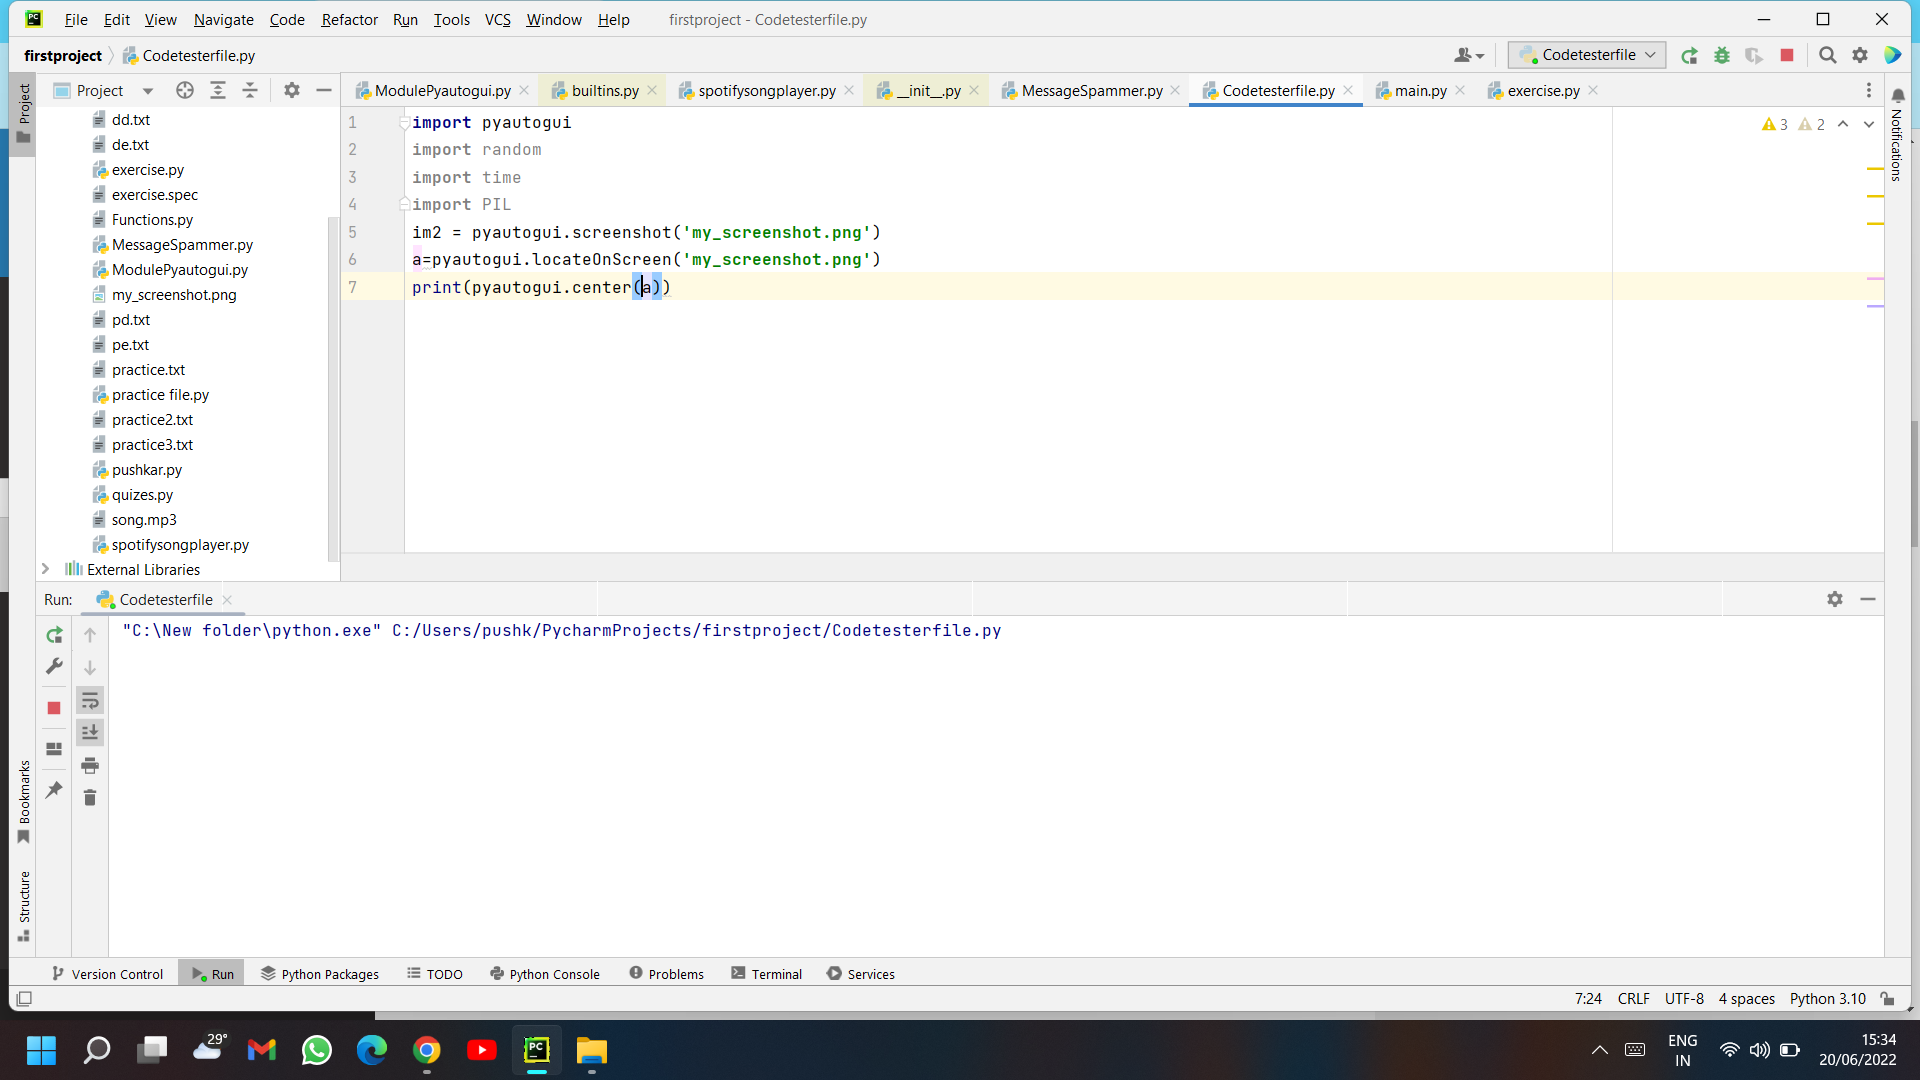 PC File Edit View Navigate Code Refactor Run Tools VCS Window Help firstproject - Codetesterfile.py
firstproject Codetesterfile.py Codetesterfile
Project
Project
ModulePyautogui.py builtins.py spotifysongplayer.py __init__.py MessageSpammer.py Codetesterfile.py main.py exercise.py
Notifications
dd.txt
de.txt
exercise.py
exercise.spec
Functions.py
MessageSpammer.py
ModulePyautogui.py
my_screenshot.png
pd.txt
pe.txt
practice.txt
practice file.py
practice2.txt
practice3.txt
pushkar.py
quizes.py
song.mp3
spotifysongplayer.py
External Libraries
1 import pyautogui
2 import random
3 import time
4 import PIL
5 im2 = pyautogui.screenshot('my_screenshot.png')
6 a=pyautogui.locateOnScreen('my_screenshot.png')
7 print(pyautogui.center(a))
3 2
Run: Codetesterfile
"C:\New folder\python.exe" C:/Users/pushk/PycharmProjects/firstproject/Codetesterfile.py
Bookmarks
Structure
Version Control Run Python Packages TODO Python Console Problems Terminal Services
7:24 CRLF UTF-8 4 spaces Python 3.10
29°
PC
ENG
IN
15:34
20/06/2022